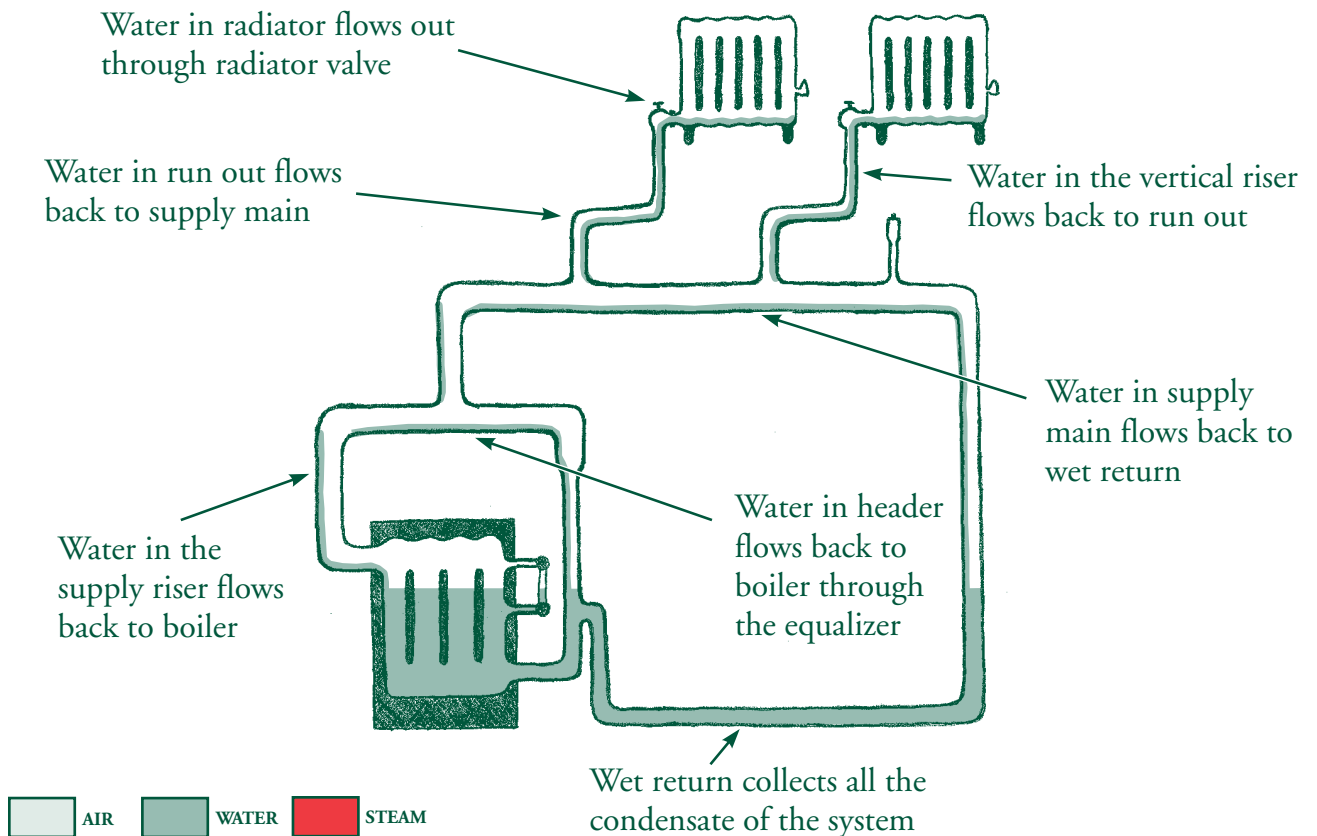 Water in radiator flows out
through radiator valve
Water in run out flows
back to supply main
Water in the vertical riser
flows back to run out
Water in supply
main flows back to
wet return
Water in header
flows back to
boiler through
the equalizer
Water in the
supply riser flows
back to boiler
Wet return collects all the
condensate of the system
AIR
WATER
STEAM